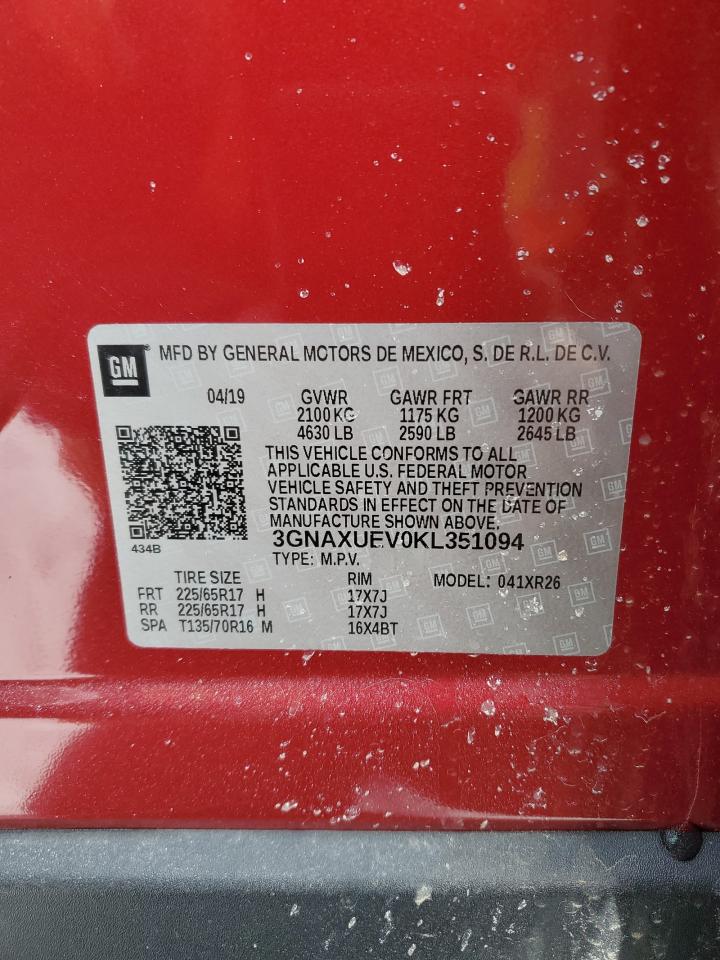 GM
MFD BY GENERAL MOTORS DE MEXICO, S. DE R.L. DE C.V.
04/19 GVWR GAWR FRT GAWR RR
2100 KG 1175 KG 1200 KG
4630 LB 2590 LB 2645 LB
THIS VEHICLE CONFORMS TO ALL
APPLICABLE U.S. FEDERAL MOTOR
VEHICLE SAFETY AND THEFT PREVENTION
STANDARDS IN EFFECT ON THE DATE OF
MANUFACTURE SHOWN ABOVE.
434B
3GNAXUEV0KL351094
TYPE: M.P.V.
TIRE SIZE RIM MODEL: 041XR26
FRT 225/65R17 H 17X7J
RR 225/65R17 H 17X7J
SPA T135/70R16 M 16X4BT